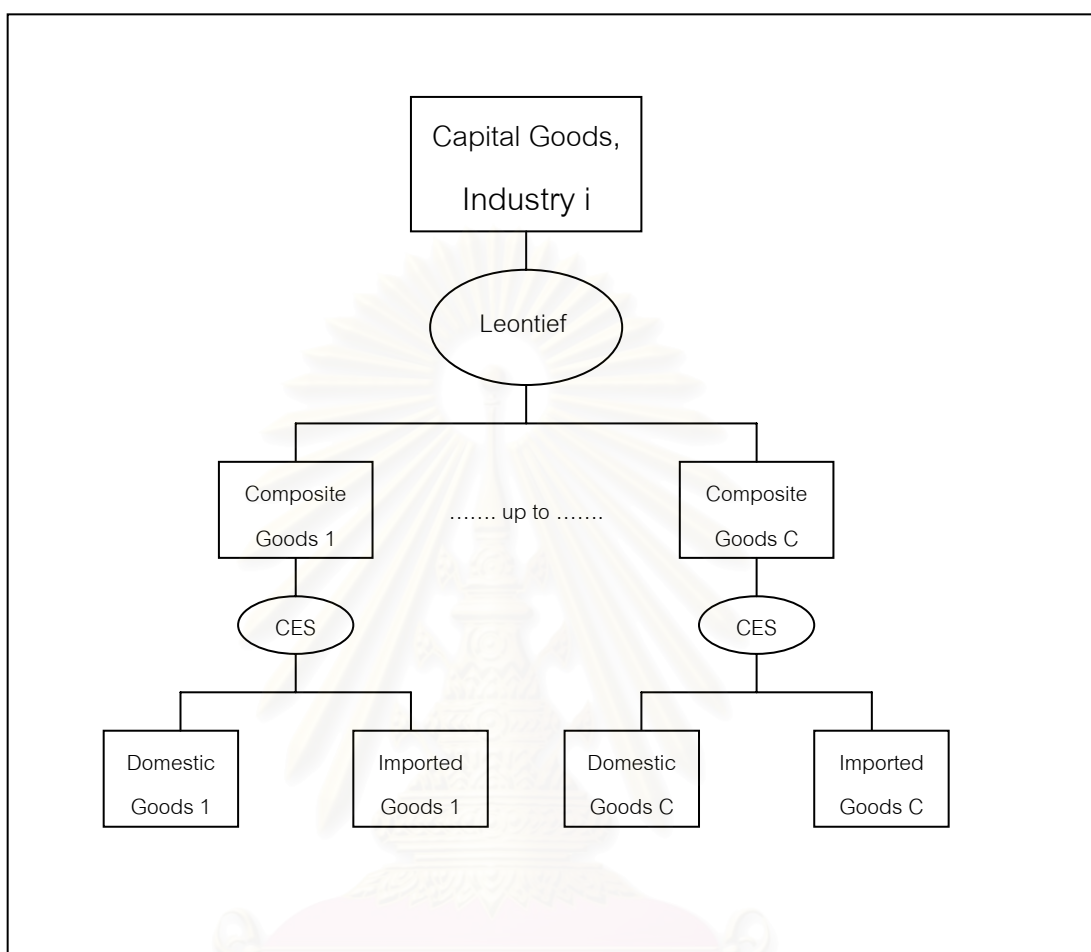 Capital Goods,
Industry i
Leontief
Composite
Goods 1
....... up to .......
Composite
Goods C
CES
CES
Domestic
Goods 1
Imported
Goods 1
Domestic
Goods C
Imported
Goods C